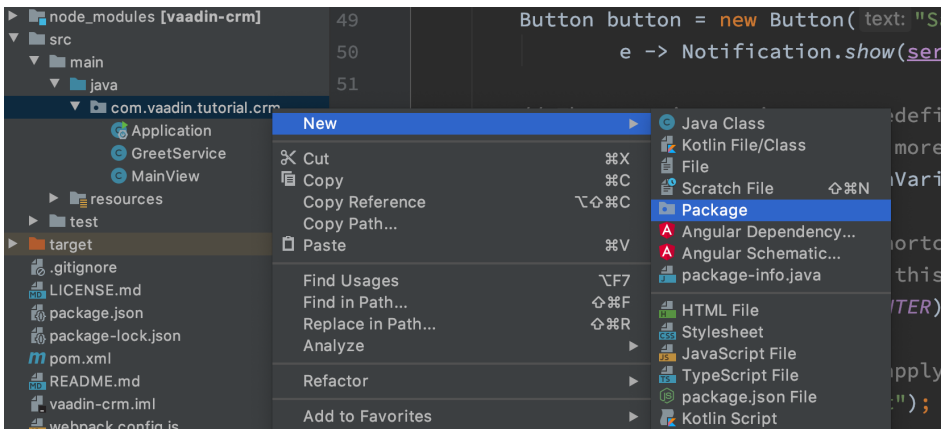 node_modules [vaadin-crm]
src
main
java
com.vaadin.tutorial.crm
Application
GreetService
MainView
resources
test
target
.gitignore
LICENSE.md
package.json
package-lock.json
pom.xml
README.md
vaadin-crm.iml
webpack.config.js
49 Button button = new Button( text: "S
50 e -> Notification.show(ser
51
New
Cut ⌘X
Copy ⌘C
Copy Reference ⌥⇧⌘C
Copy Path...
Paste ⌘V
Find Usages ⌥F7
Find in Path... ⇧⌘F
Replace in Path... ⇧⌘R
Analyze
Refactor
Add to Favorites
Java Class
Kotlin File/Class
File
Scratch File ⇧⌘N
Package
Angular Dependency...
Angular Schematic...
package-info.java
HTML File
Stylesheet
JavaScript File
TypeScript File
package.json File
Kotlin Script
defi
more
Vari
ortc
this
TER)
pply
");